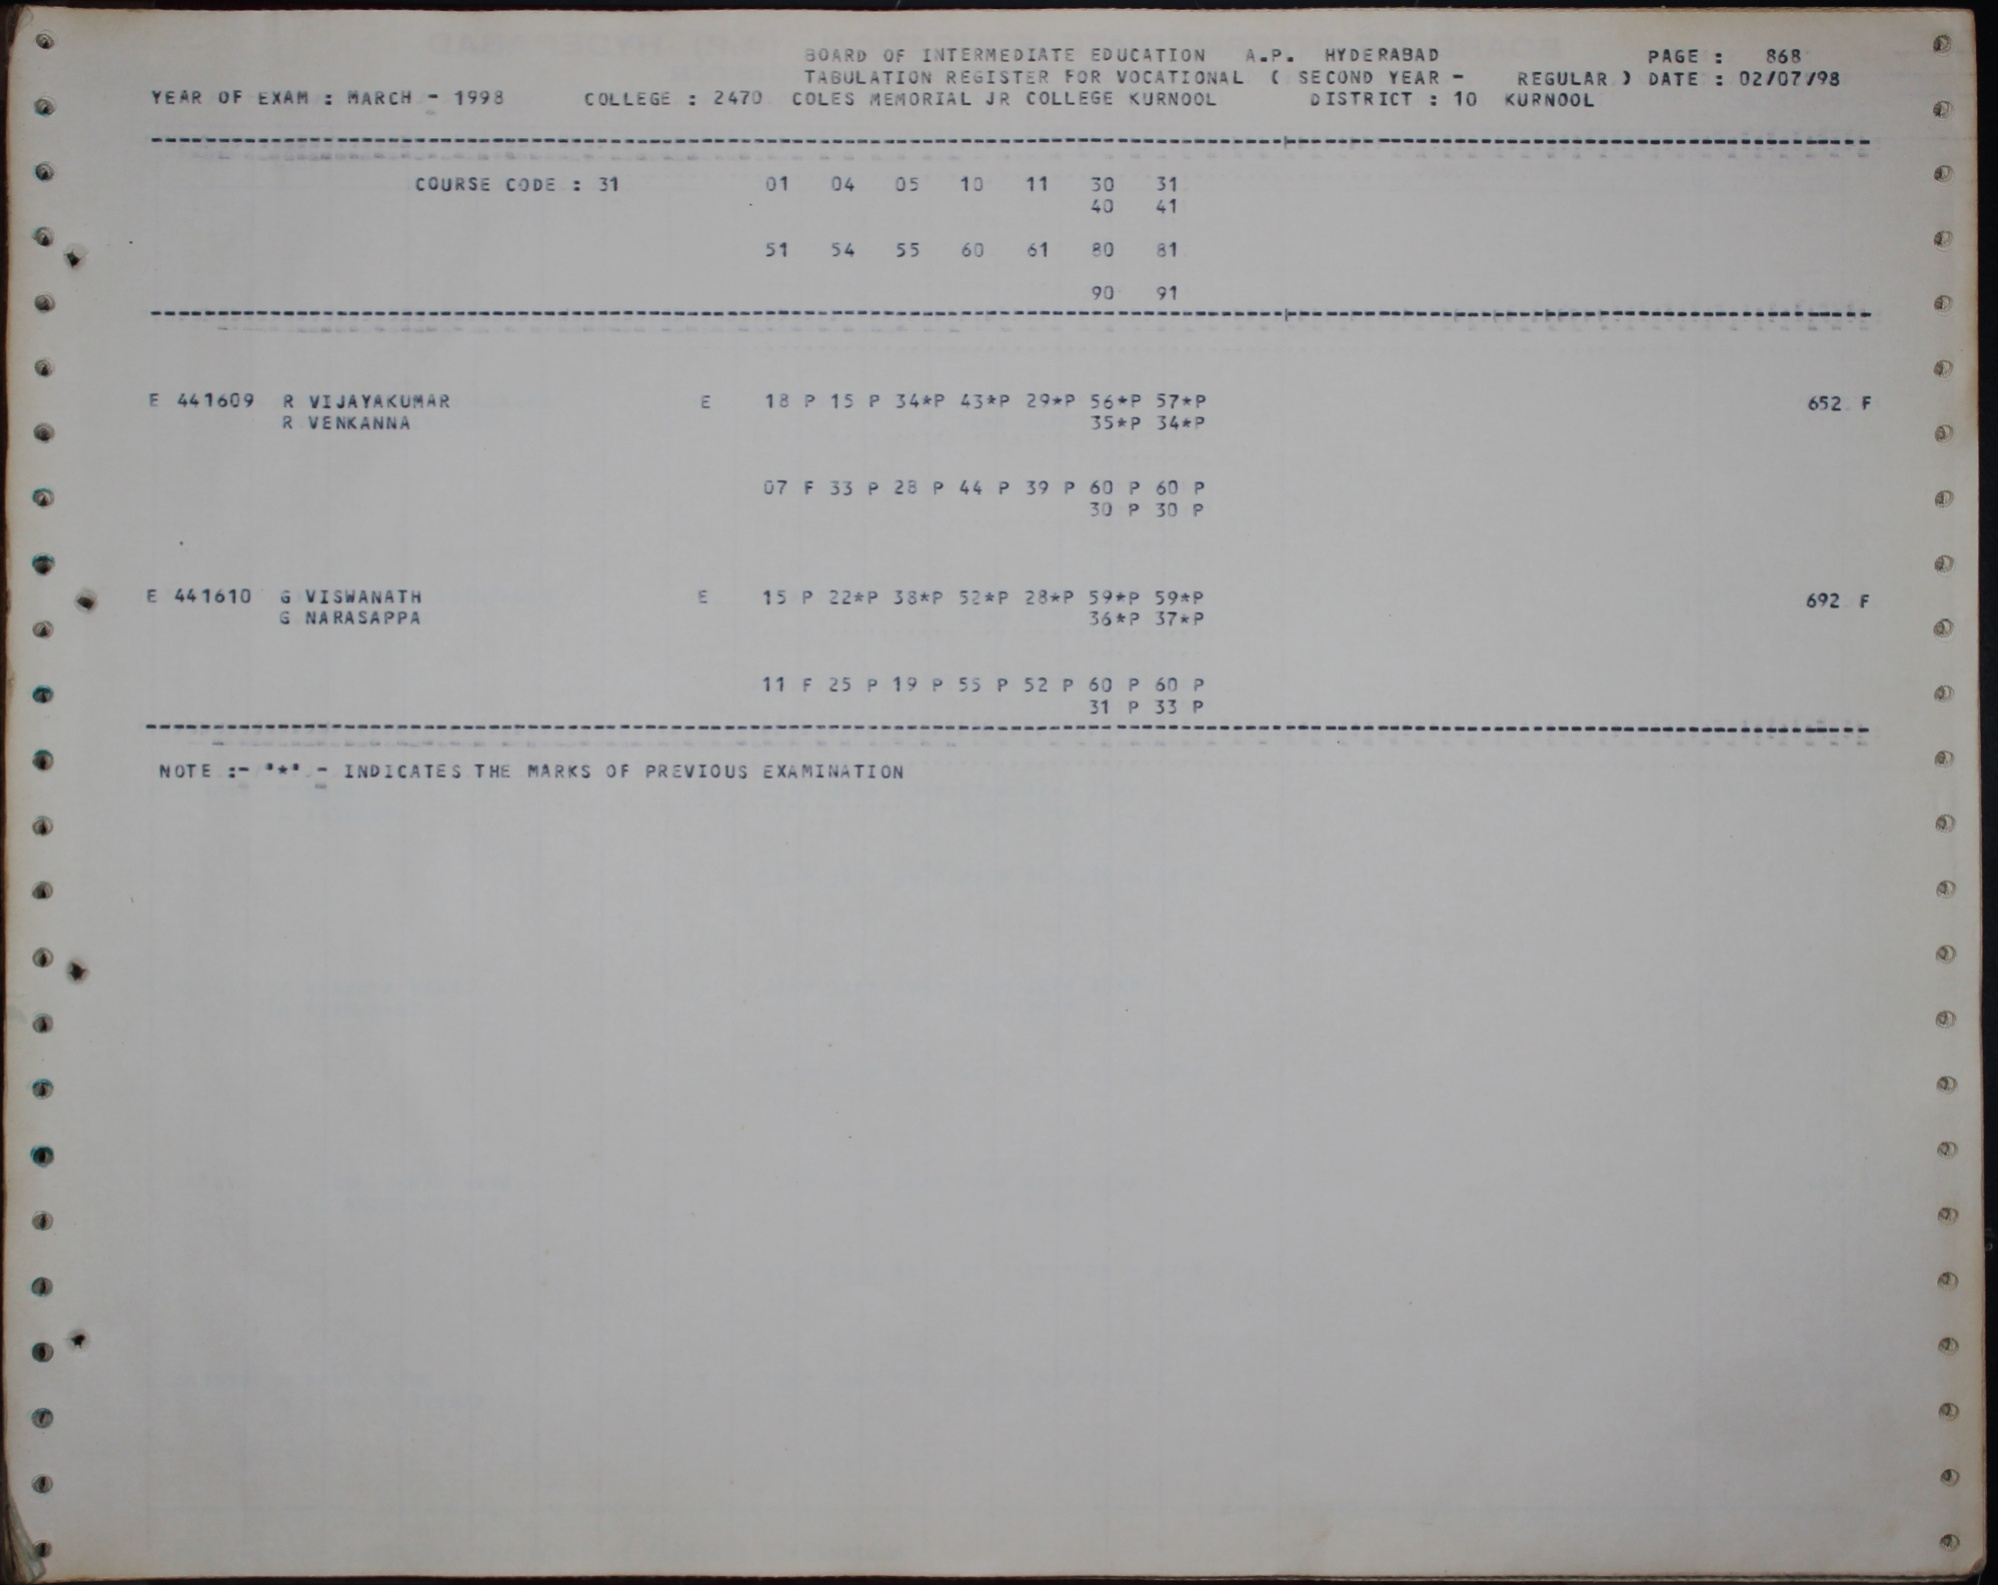 BOARD OF INTERMEDIATE EDUCATION A.P. HYDERABAD PAGE : 868
TABULATION REGISTER FOR VOCATIONAL ( SECOND YEAR - REGULAR ) DATE : 02/07/98
YEAR OF EXAM : MARCH - 1998 COLLEGE : 2470 COLES MEMORIAL JR COLLEGE KURNOOL DISTRICT : 10 KURNOOL
COURSE CODE : 31 01 04 05 10 11 30 31
40 41
51 54 55 60 61 80 81
90 91
E 441609 R VIJAYAKUMAR E 18 P 15 P 34*P 43*P 29*P 56*P 57*P 652 F
R VENKANNA 35*P 34*P
07 F 33 P 28 P 44 P 39 P 60 P 60 P
30 P 30 P
E 441610 G VISWANATH E 15 P 22*P 38*P 52*P 28*P 59*P 59*P 692 F
G NARASAPPA 36*P 37*P
11 F 25 P 19 P 55 P 52 P 60 P 60 P
31 P 33 P
NOTE :- "*" - INDICATES THE MARKS OF PREVIOUS EXAMINATION